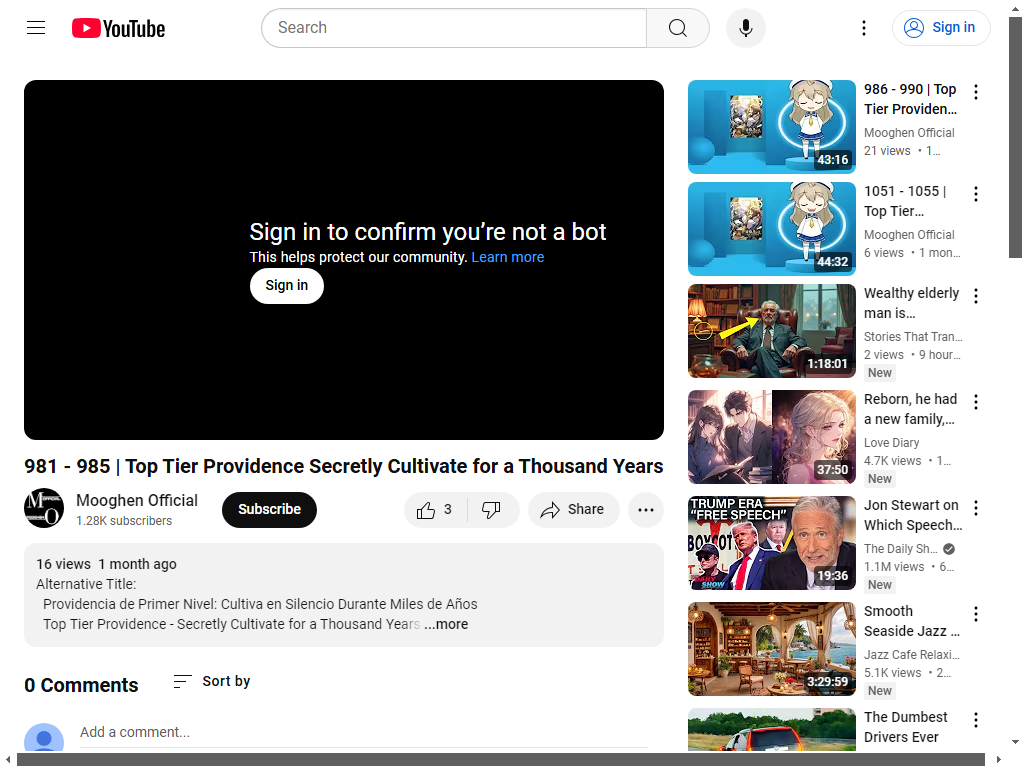 YouTube
Search
Sign in
Sign in to confirm you’re not a bot
This helps protect our community. Learn more
Sign in
981 - 985 | Top Tier Providence Secretly Cultivate for a Thousand Years
Mooghen Official
1.28K subscribers
Subscribe
3
Share
16 views 1 month ago
Alternative Title:
Providencia de Primer Nivel: Cultiva en Silencio Durante Miles de Años
Top Tier Providence - Secretly Cultivate for a Thousand Years ...more
0 Comments
Sort by
Add a comment...
43:16
986 - 990 | Top
Tier Providen...
Mooghen Official
21 views • 1...
44:32
1051 - 1055 |
Top Tier...
Mooghen Official
6 views • 1 mon...
1:18:01
Wealthy elderly
man is...
Stories That Tran...
2 views • 9 hour...
New
37:50
Reborn, he had
a new family,...
Love Diary
4.7K views • 1...
New
TRUMP ERA
"FREE SPEECH"
BOYCOT
DAILY
SHOW
19:36
Jon Stewart on
Which Speech...
The Daily Sh...
1.1M views • 6...
New
3:29:59
Smooth
Seaside Jazz ...
Jazz Cafe Relaxi...
5.1K views • 2...
New
The Dumbest
Drivers Ever